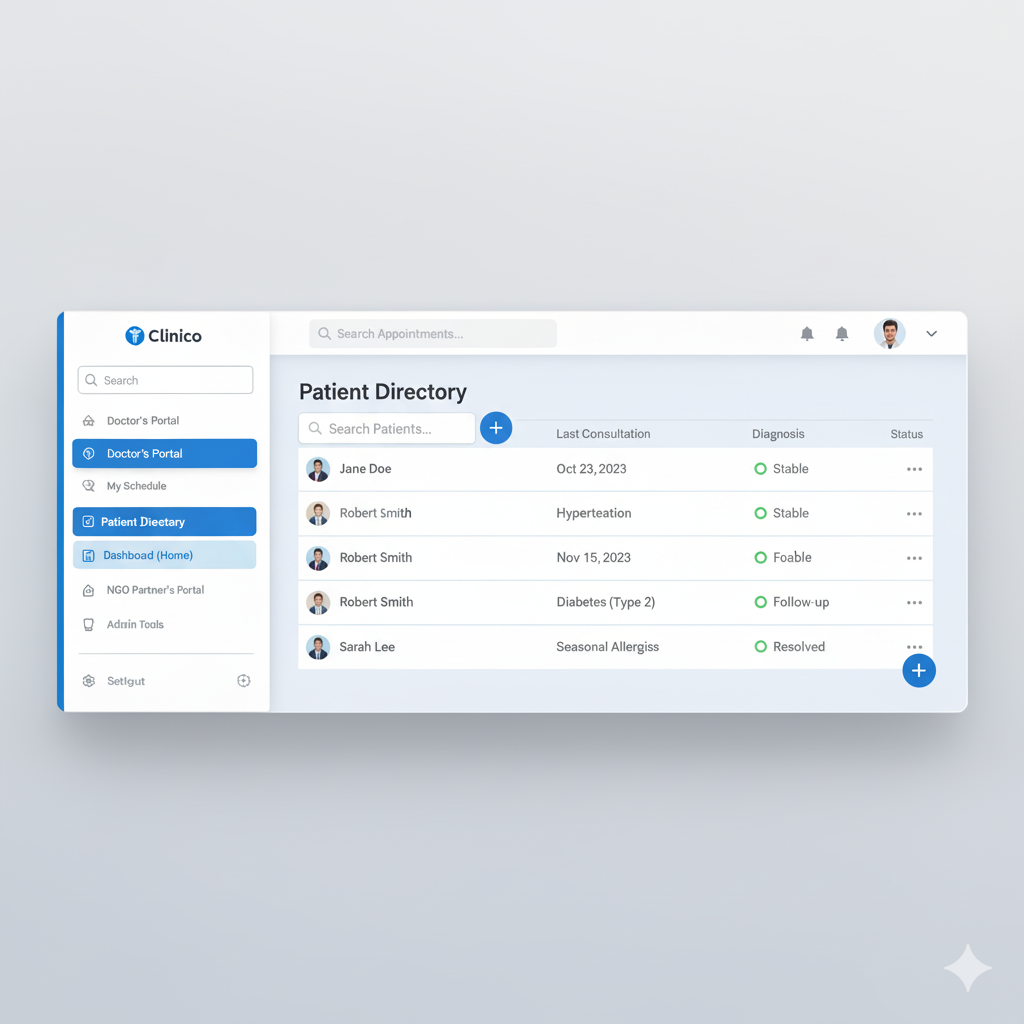 Clinico
Search
Doctor's Portal
Doctor's Portal
My Schedule
Patient Diectary
Dashboad (Home)
NGO Partner's Portal
Admin Tools
Setlgut
Search Appointments...
Patient Directory
Search Patients...
Last Consultation Diagnosis Status
Jane Doe Oct 23, 2023 Stable
Robert Smith Hyperteation Stable
Robert Smith Nov 15, 2023 Foable
Robert Smith Diabetes (Type 2) Follow-up
Sarah Lee Seasonal Allergiss Resolved